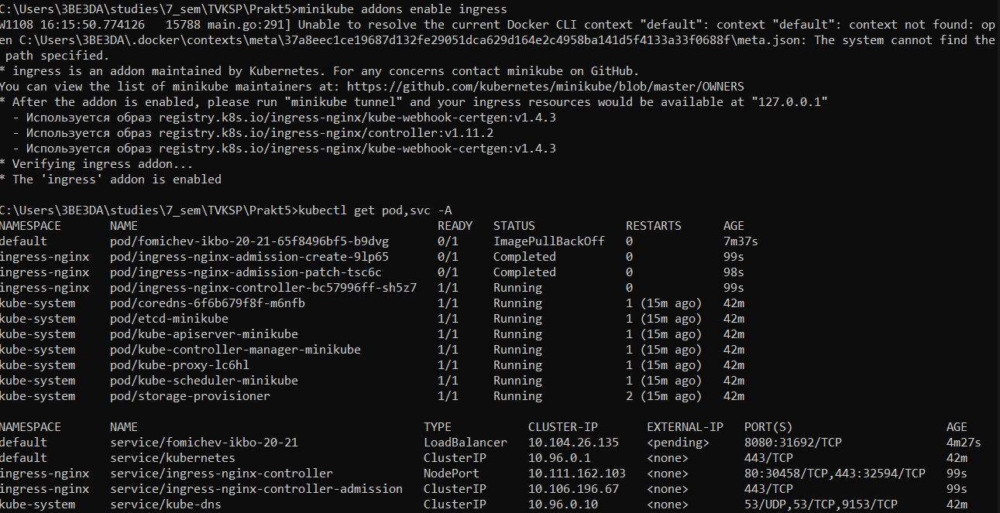 C:\Users\3BE3DA\studies\7_sem\TVKSP\Prakt5>minikube addons enable ingress
W1108 16:15:50.774126   15788 main.go:291] Unable to resolve the current Docker CLI context "default": context "default": context not found: op
en C:\Users\3BE3DA\.docker\contexts\meta\37a8eec1ce19687d132fe29051dca629d164e2c4958ba141d5f4133a33f0688f\meta.json: The system cannot find the
 path specified.
* ingress is an addon maintained by Kubernetes. For any concerns contact minikube on GitHub.
You can view the list of minikube maintainers at: https://github.com/kubernetes/minikube/blob/master/OWNERS
* After the addon is enabled, please run "minikube tunnel" and your ingress resources would be available at "127.0.0.1"
  - Используется образ registry.k8s.io/ingress-nginx/kube-webhook-certgen:v1.4.3
  - Используется образ registry.k8s.io/ingress-nginx/controller:v1.11.2
  - Используется образ registry.k8s.io/ingress-nginx/kube-webhook-certgen:v1.4.3
* Verifying ingress addon...
* The 'ingress' addon is enabled
C:\Users\3BE3DA\studies\7_sem\TVKSP\Prakt5>kubectl get pod,svc -A
NAMESPACE       NAME                                           READY   STATUS             RESTARTS      AGE
default         pod/fomichev-ikbo-20-21-65f8496bf5-b9dvg       0/1     ImagePullBackOff   0             7m37s
ingress-nginx   pod/ingress-nginx-admission-create-9lp65       0/1     Completed          0             99s
ingress-nginx   pod/ingress-nginx-admission-patch-tsc6c        0/1     Completed          0             98s
ingress-nginx   pod/ingress-nginx-controller-bc57996ff-sh5z7   1/1     Running            0             99s
kube-system     pod/coredns-6f6b679f8f-m6nfb                   1/1     Running            1 (15m ago)   42m
kube-system     pod/etcd-minikube                              1/1     Running            1 (15m ago)   42m
kube-system     pod/kube-apiserver-minikube                    1/1     Running            1 (15m ago)   42m
kube-system     pod/kube-controller-manager-minikube           1/1     Running            1 (15m ago)   42m
kube-system     pod/kube-proxy-lc6hl                           1/1     Running            1 (15m ago)   42m
kube-system     pod/kube-scheduler-minikube                    1/1     Running            1 (15m ago)   42m
kube-system     pod/storage-provisioner                        1/1     Running            2 (15m ago)   42m
NAMESPACE       NAME                                         TYPE           CLUSTER-IP       EXTERNAL-IP   PORT(S)                      AGE
default         service/fomichev-ikbo-20-21                  LoadBalancer   10.104.26.135    <pending>     8080:31692/TCP               4m27s
default         service/kubernetes                           ClusterIP      10.96.0.1        <none>        443/TCP                      42m
ingress-nginx   service/ingress-nginx-controller             NodePort       10.111.162.103   <none>        80:30458/TCP,443:32594/TCP   99s
ingress-nginx   service/ingress-nginx-controller-admission   ClusterIP      10.106.196.67    <none>        443/TCP                      99s
kube-system     service/kube-dns                             ClusterIP      10.96.0.10       <none>        53/UDP,53/TCP,9153/TCP       42m